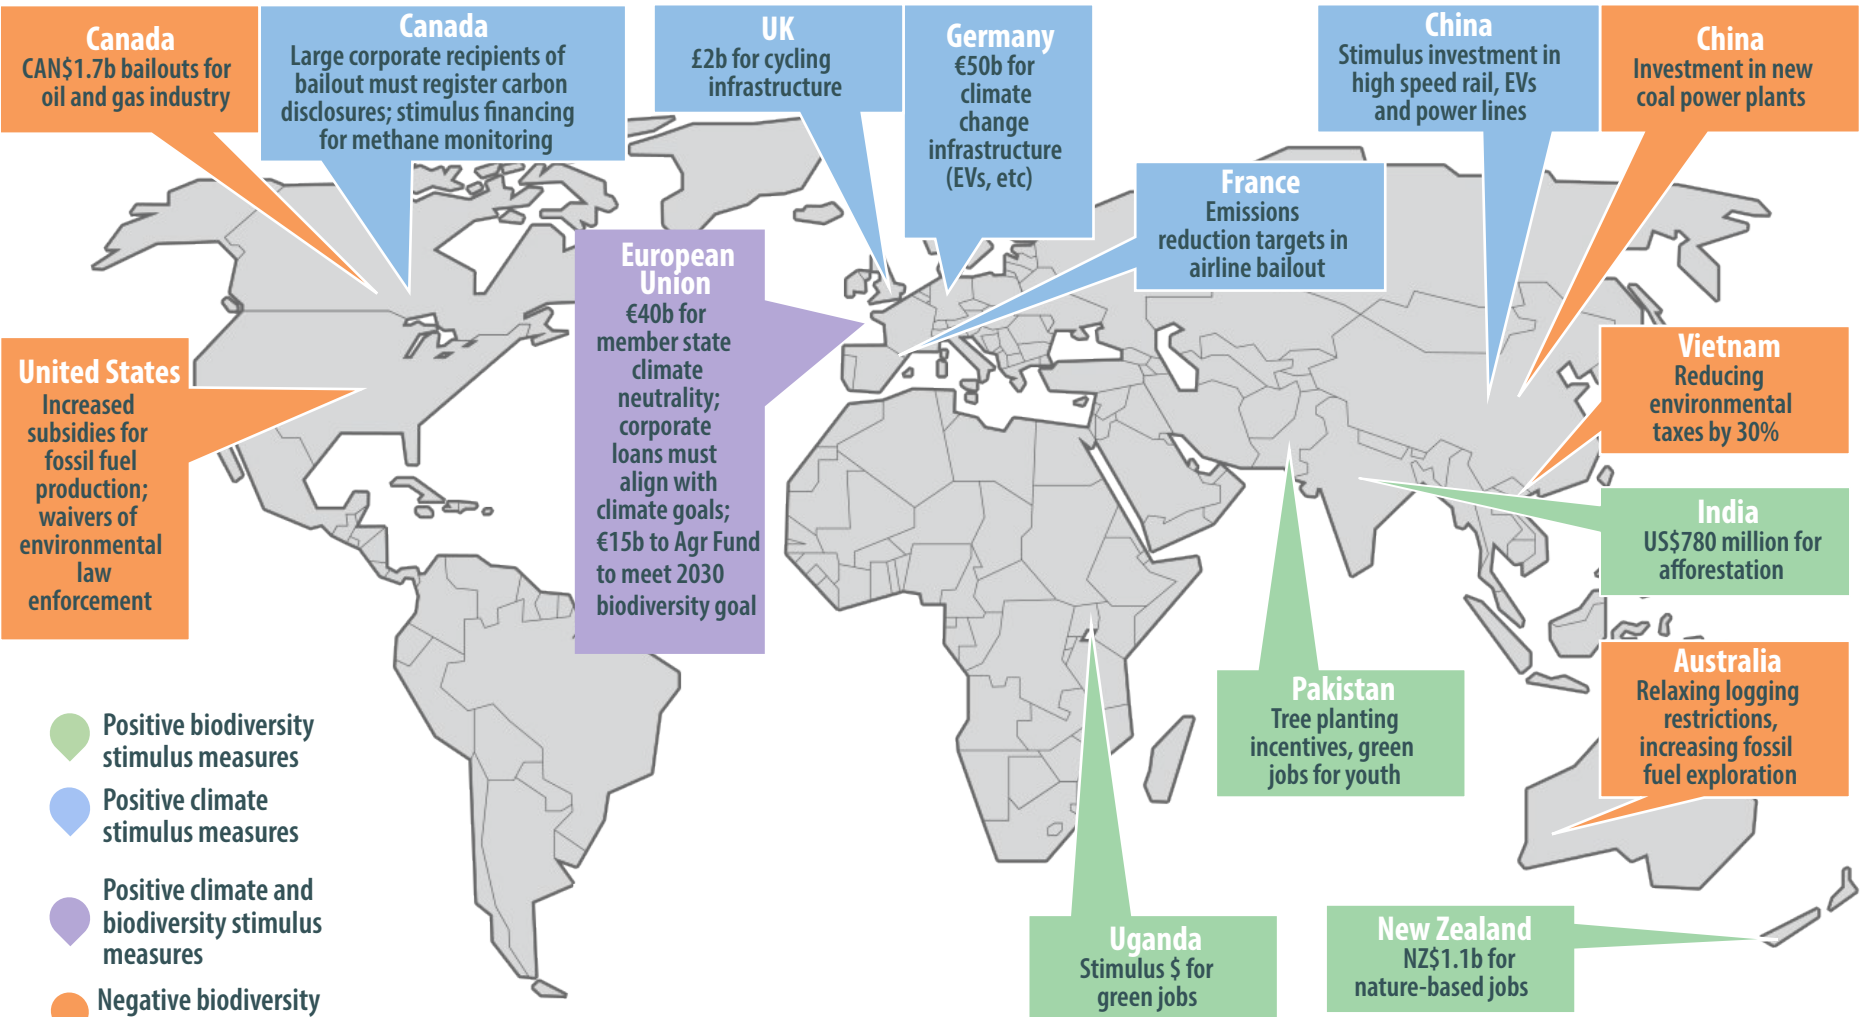 Canada
CAN$1.7b bailouts for
oil and gas industry
Canada
Large corporate recipients of
bailout must register carbon
disclosures; stimulus financing
for methane monitoring
UK
£2b for cycling
infrastructure
Germany
€50b for
climate
change
infrastructure
(EVs, etc)
China
Stimulus investment in
high speed rail, EVs
and power lines
China
Investment in new
coal power plants
France
Emissions
reduction targets in
airline bailout
European
Union
€40b for
member state
climate
neutrality;
corporate
loans must
align with
climate goals;
€15b to Agr Fund
to meet 2030
biodiversity goal
United States
Increased
subsidies for
fossil fuel
production;
waivers of
environmental
law
enforcement
Vietnam
Reducing
environmental
taxes by 30%
India
US$780 million for
afforestation
Australia
Relaxing logging
restrictions,
increasing fossil
fuel exploration
Pakistan
Tree planting
incentives, green
jobs for youth
Uganda
Stimulus $ for
green jobs
New Zealand
NZ$1.1b for
nature-based jobs
Positive biodiversity
stimulus measures
Positive climate
stimulus measures
Positive climate and
biodiversity stimulus
measures
Negative biodiversity